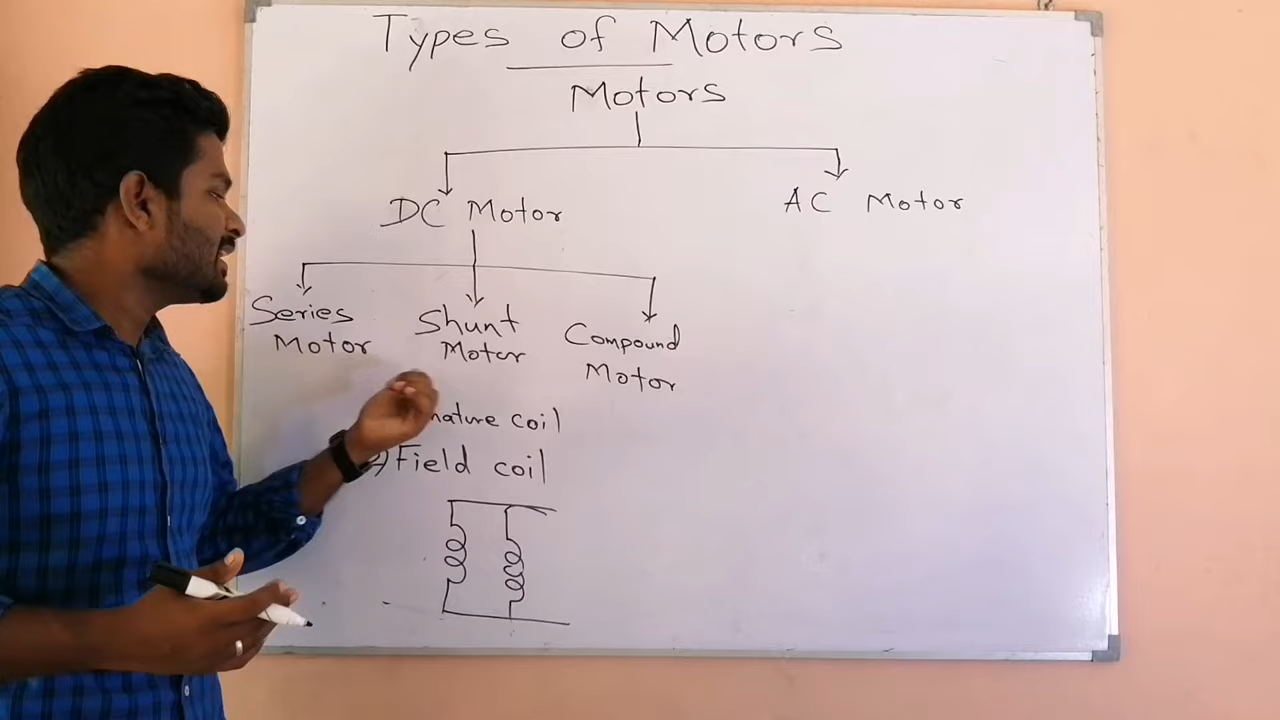 Types of Motors
Motors
DC Motor
AC Motor
Series
Motor
Shunt
Motor
Compound
Motor
coil
Field coil